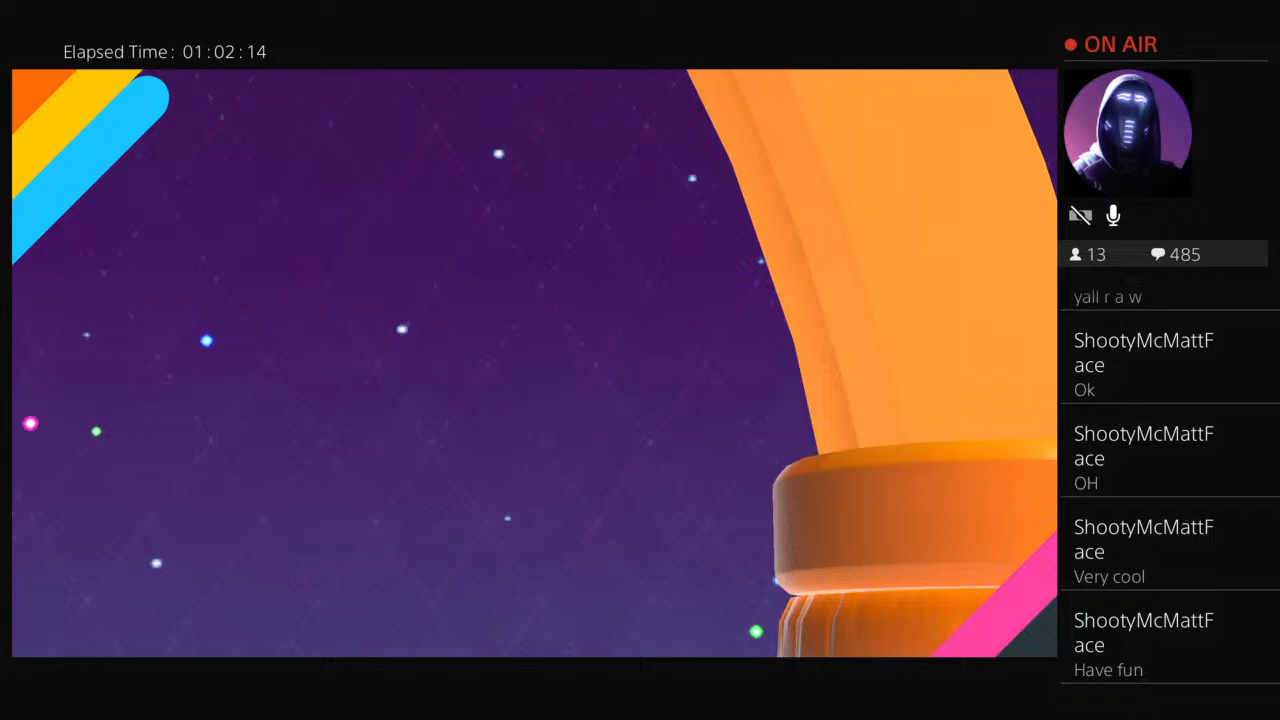 Elapsed Time: 01:02:14
ON AIR
13 485
yall r a w
ShootyMcMattF
ace
Ok
ShootyMcMattF
ace
OH
ShootyMcMattF
ace
Very cool
ShootyMcMattF
ace
Have fun